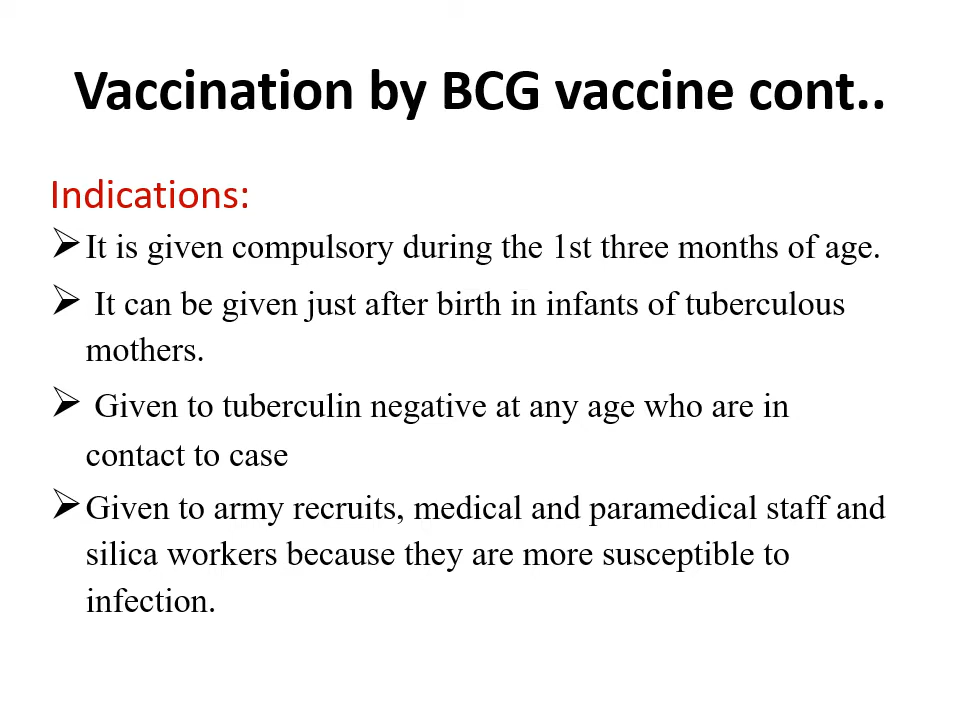 Vaccination by BCG vaccine cont..
Indications:
➢It is given compulsory during the 1st three months of age.
➢ It can be given just after birth in infants of tuberculous
mothers.
➢ Given to tuberculin negative at any age who are in
contact to case
➢Given to army recruits, medical and paramedical staff and
silica workers because they are more susceptible to
infection.